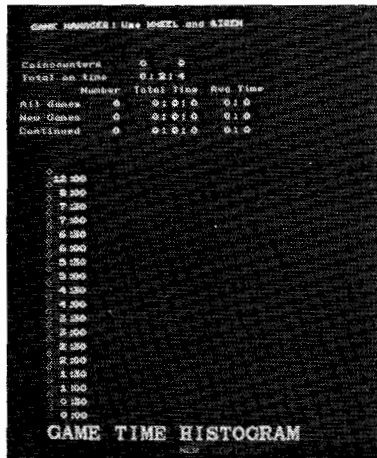 GAME MANAGER: Use WHEEL and SIREN
Coincounters 0 0
Total on time 0:2:4
Number Total Time Avg Time
All Games 0 0:0:0 0:0
New Games 0 0:0:0 0:0
Continued 0 0:0:0 0:0
12:00
8:00
7:30
7:00
6:30
6:00
5:30
5:00
4:30
4:00
3:30
3:00
2:30
2:00
1:30
1:00
0:30
0:00
GAME TIME HISTOGRAM